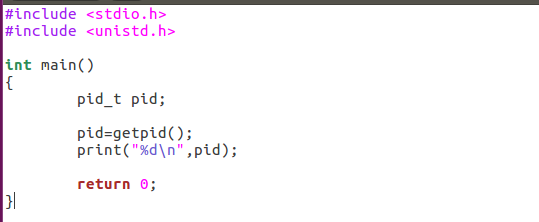 #include <stdio.h>
#include <unistd.h>
int main()
{
pid_t pid;
pid=getpid();
print("%d\n",pid);
return 0;
}